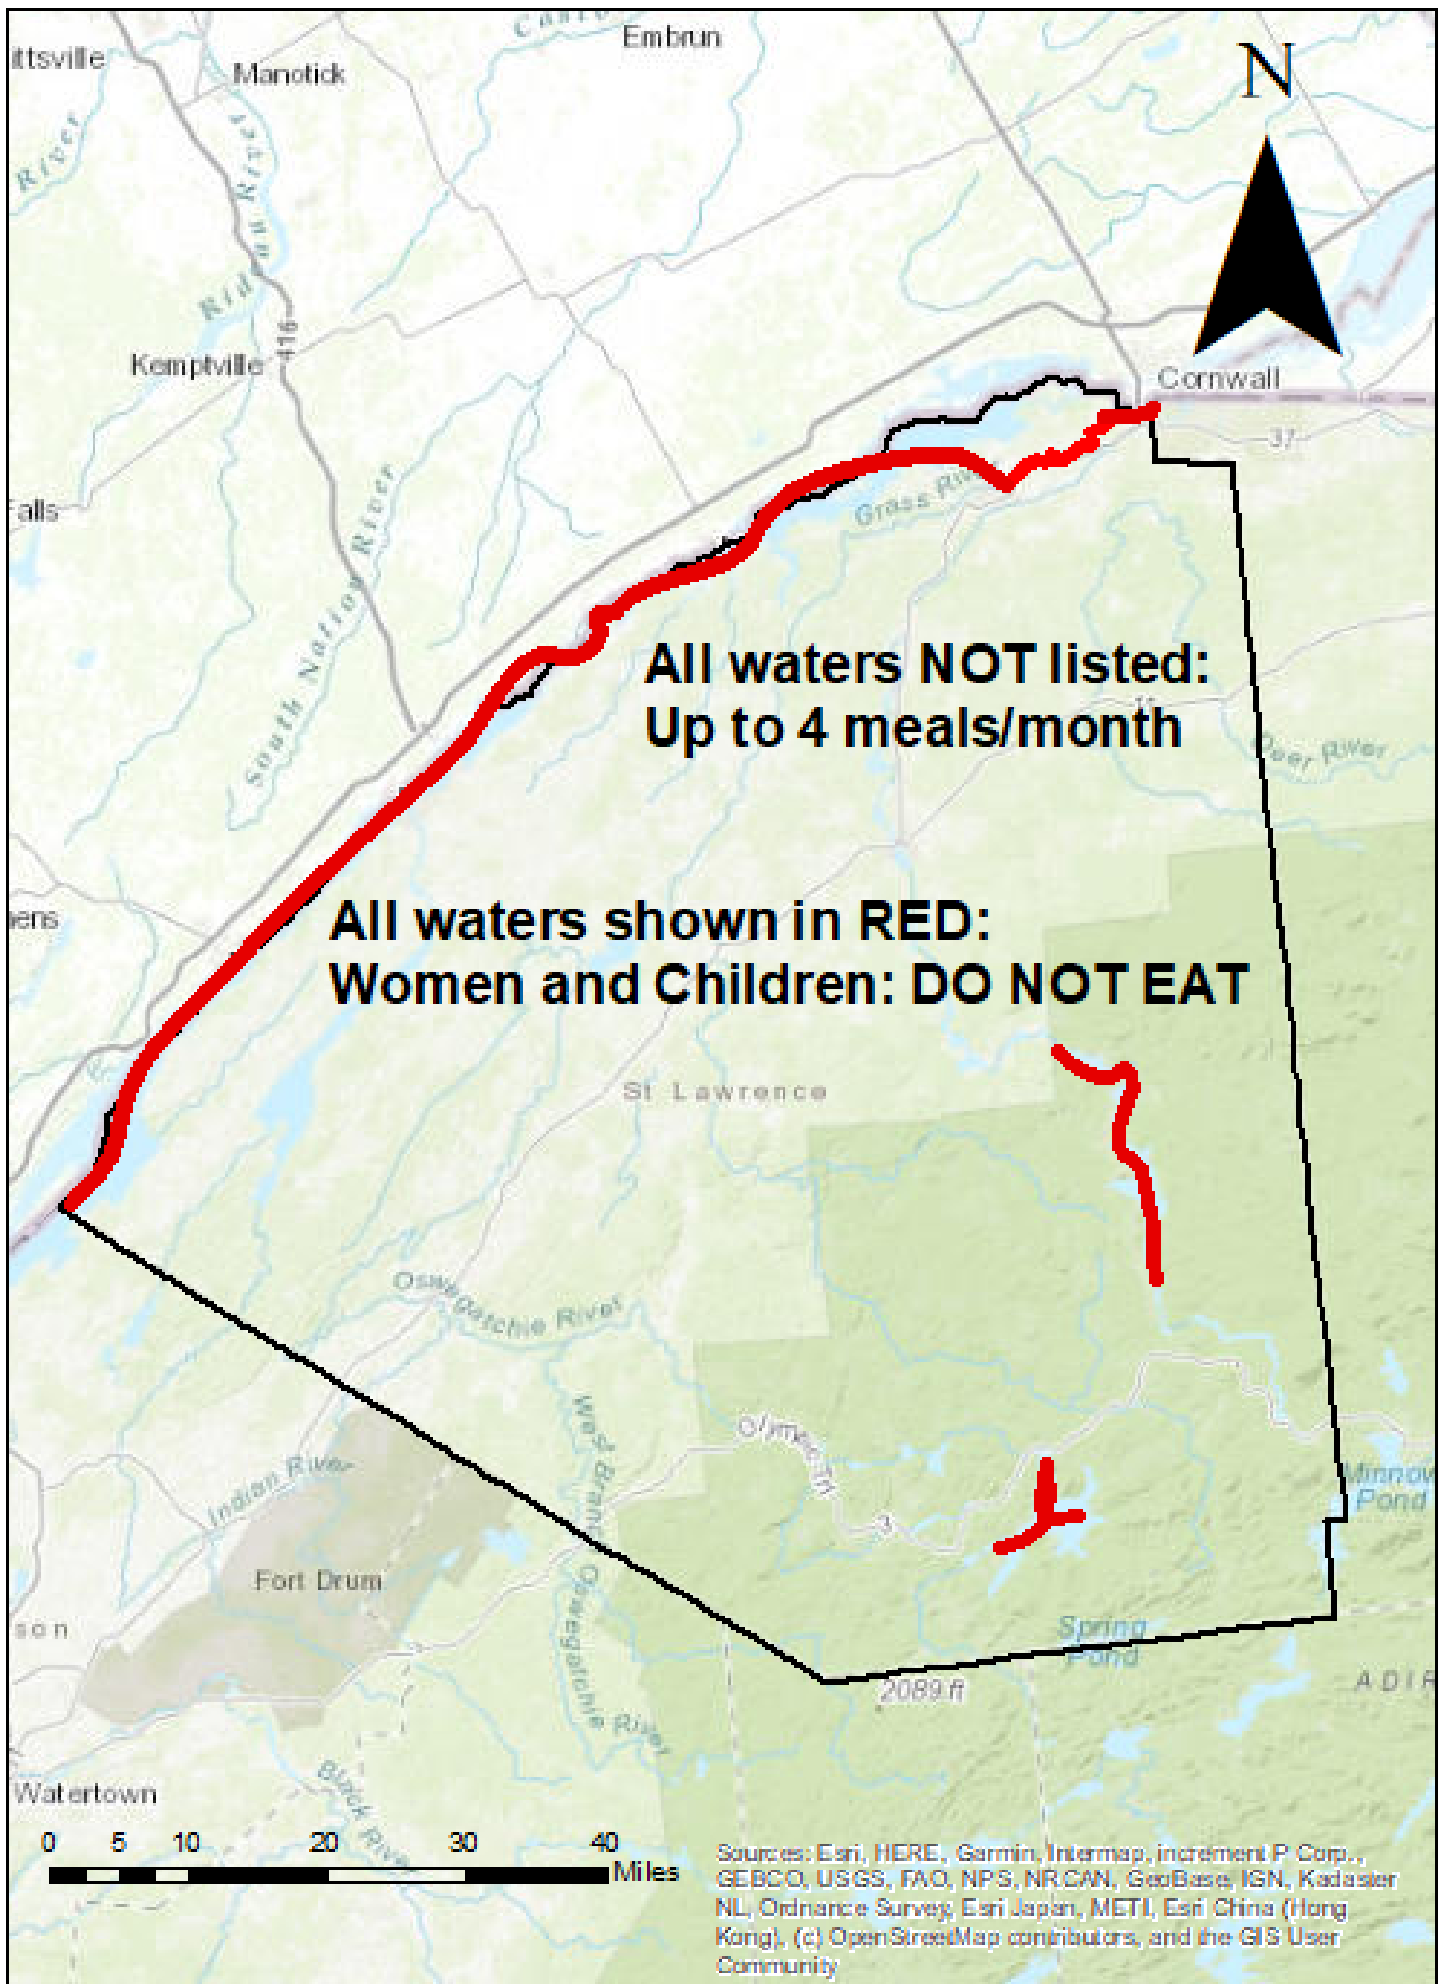 ittsville
Manotick
Embrun
N
River
Rideau River
416
Kemptville
Cornwall
37
Falls
South Nation River
Grass River
All waters NOT listed:
Up to 4 meals/month
Deer River
All waters shown in RED:
Women and Children: DO NOT EAT
St Lawrence
Oswegatchie River
West Branch Oswegatchie River
Olympic Trl
3
Indian River
Minnow
Pond
Fort Drum
son
Spring
Pond
2089 ft
ADIR
Black River
Watertown
0 5 10 20 30 40
Miles
Sources: Esri, HERE, Garmin, Intermap, increment P Corp.,
GEBCO, USGS, FAO, NPS, NRCAN, GeoBase, IGN, Kadaster
NL, Ordnance Survey, Esri Japan, METI, Esri China (Hong
Kong), (c) OpenStreetMap contributors, and the GIS User
Community